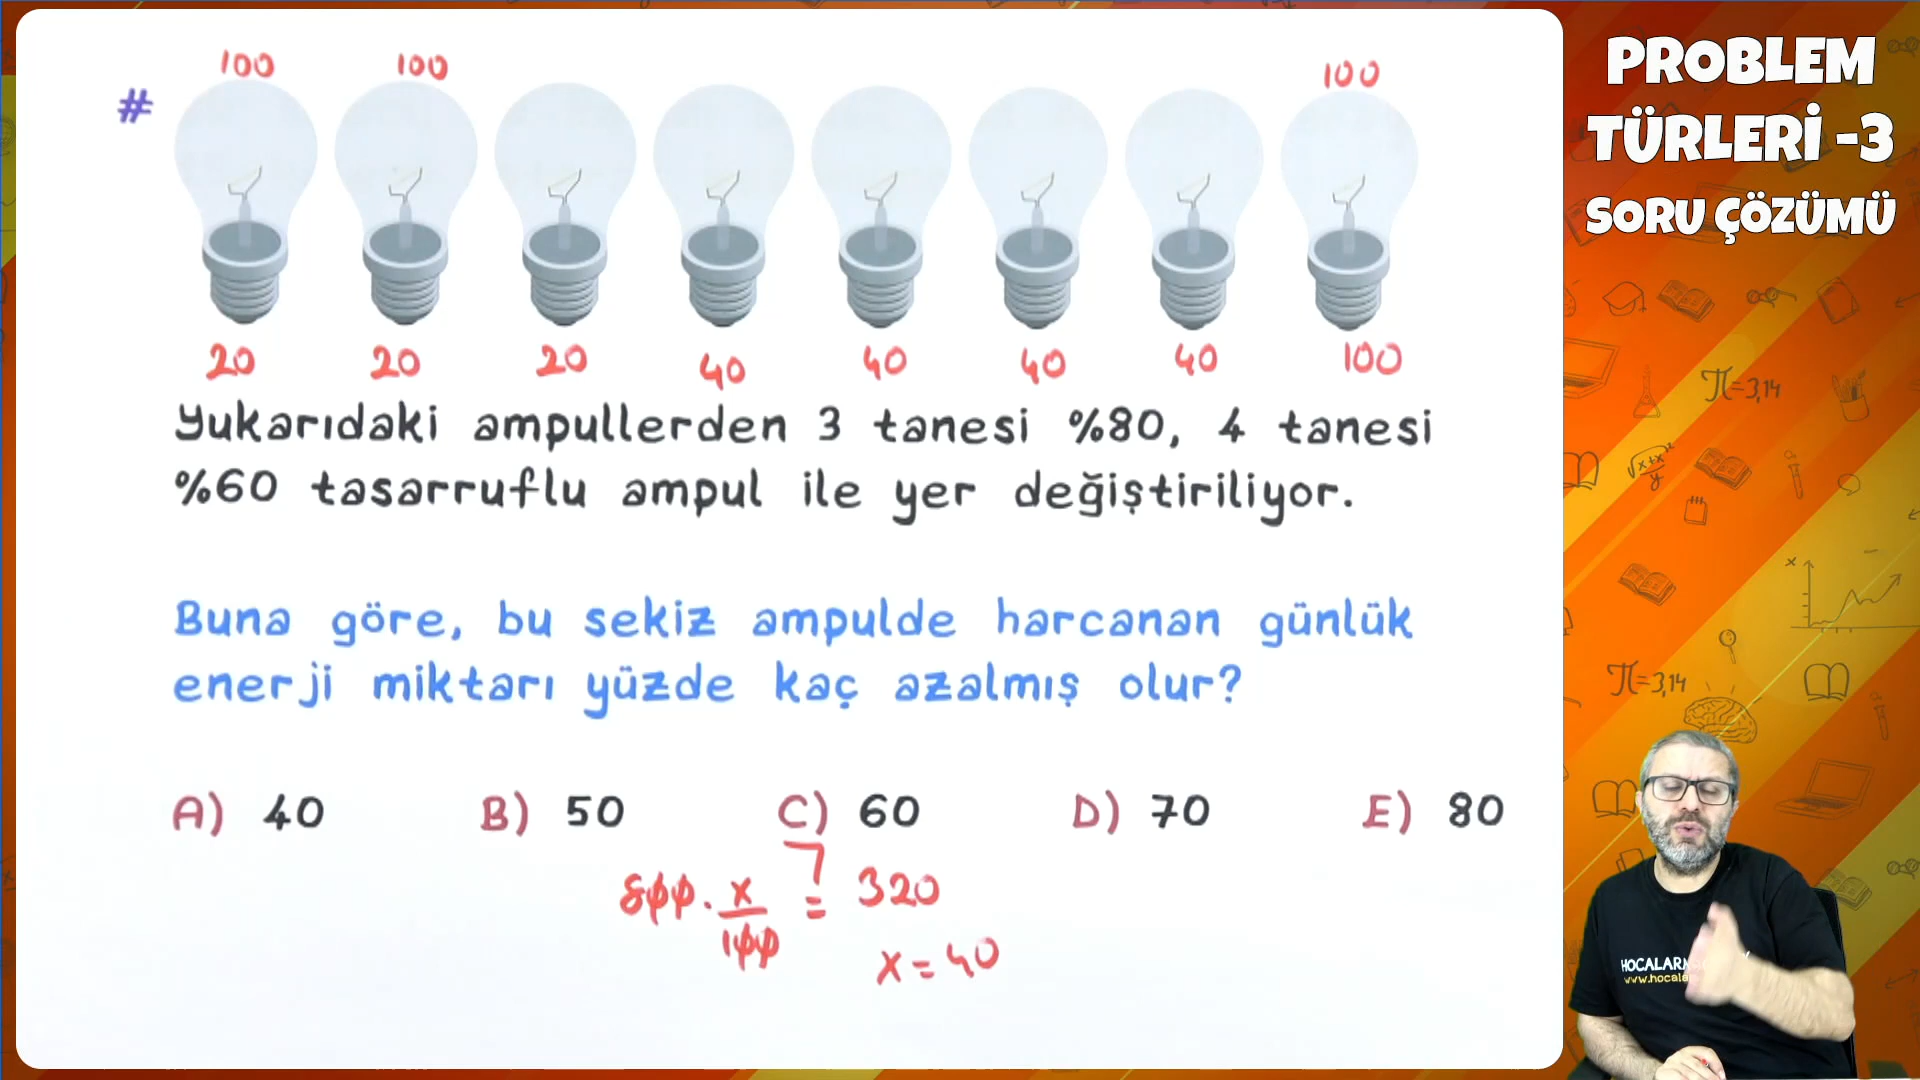 PROBLEM
TÜRLERİ -3
SORU ÇÖZÜMÜ
100 100 100
#
20 20 20 40 40 40 40 100
Yukarıdaki ampullerden 3 tanesi %80, 4 tanesi
%60 tasarruflu ampul ile yer değiştiriliyor.
Buna göre, bu sekiz ampulde harcanan günlük
enerji miktarı yüzde kaç azalmış olur?
A) 40 B) 50 C) 60 D) 70 E) 80
800 . x/100 = 320
x = 40
π=3,14
π=3,14